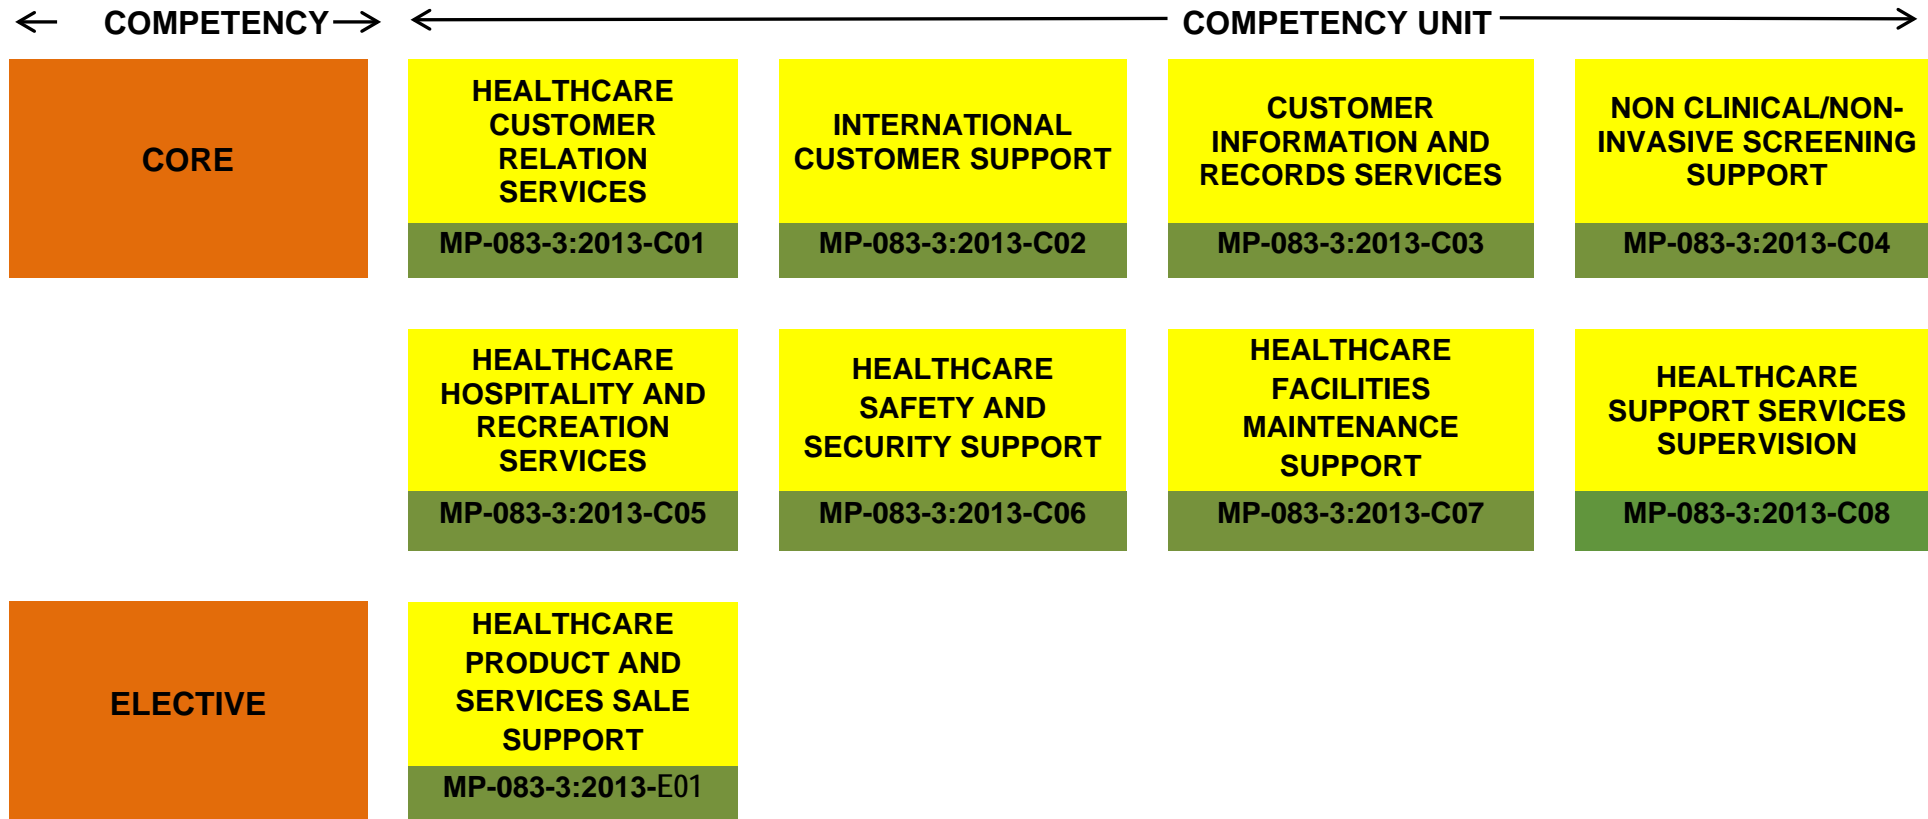 COMPETENCY
COMPETENCY UNIT
CORE
HEALTHCARE
CUSTOMER
RELATION
SERVICES
MP-083-3:2013-C01
INTERNATIONAL
CUSTOMER SUPPORT
MP-083-3:2013-C02
CUSTOMER
INFORMATION AND
RECORDS SERVICES
MP-083-3:2013-C03
NON CLINICAL/NON-
INVASIVE SCREENING
SUPPORT
MP-083-3:2013-C04
HEALTHCARE
HOSPITALITY AND
RECREATION
SERVICES
MP-083-3:2013-C05
HEALTHCARE
SAFETY AND
SECURITY SUPPORT
MP-083-3:2013-C06
HEALTHCARE
FACILITIES
MAINTENANCE
SUPPORT
MP-083-3:2013-C07
HEALTHCARE
SUPPORT SERVICES
SUPERVISION
MP-083-3:2013-C08
ELECTIVE
HEALTHCARE
PRODUCT AND
SERVICES SALE
SUPPORT
MP-083-3:2013-E01